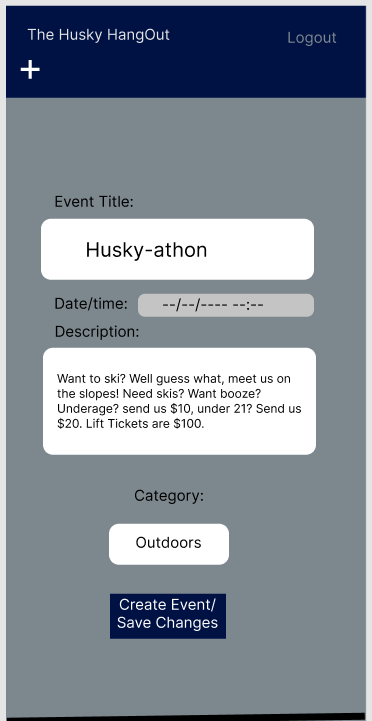 The Husky HangOut
Logout
+
Event Title:
Husky-athon
Date/time: --/--/---- --:--
Description:
Want to ski? Well guess what, meet us on
the slopes! Need skis? Want booze?
Underage? send us $10, under 21? Send us
$20. Lift Tickets are $100.
Category:
Outdoors
Create Event/
Save Changes